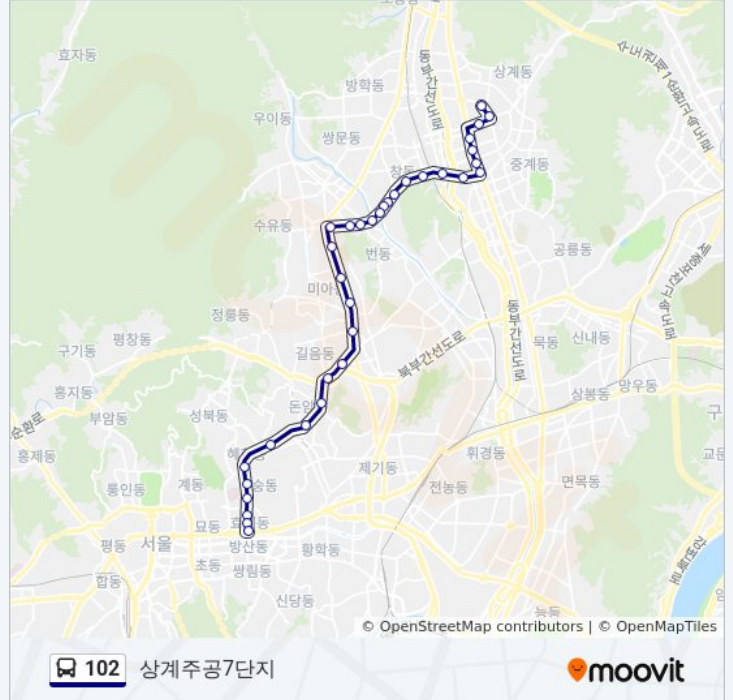 효자동
상계동
동부간선도로
방학동
우이동
쌍문동
중계동
창동
수유동
번동
공릉동
미아
정릉동
평창동
구기동
길음동
북부간선도로
동부간선도로
묵동
신내동
홍지동
부암동
성북동
돈암
상봉동
망우동
순환로
홍제동
통인동
계동
숭동
제기동
휘경동
전농동
면목동
평동
서울
묘동
방산동
초동
쌍림동
황학동
합동
신당동
© OpenStreetMap contributors | © OpenMapTiles
102 상계주공7단지
moovit